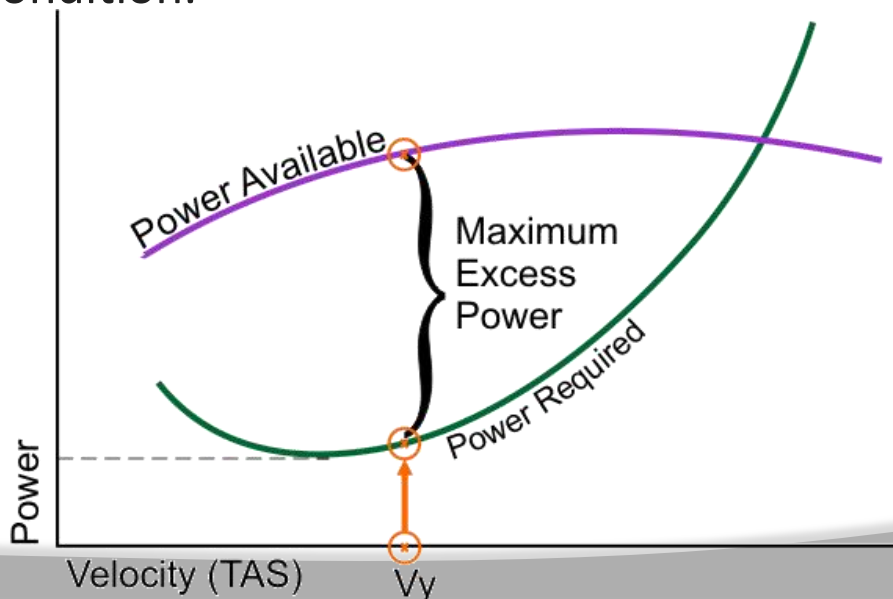 Power Available
Maximum
Excess
Power
Power Required
Power
Velocity (TAS)
Vy